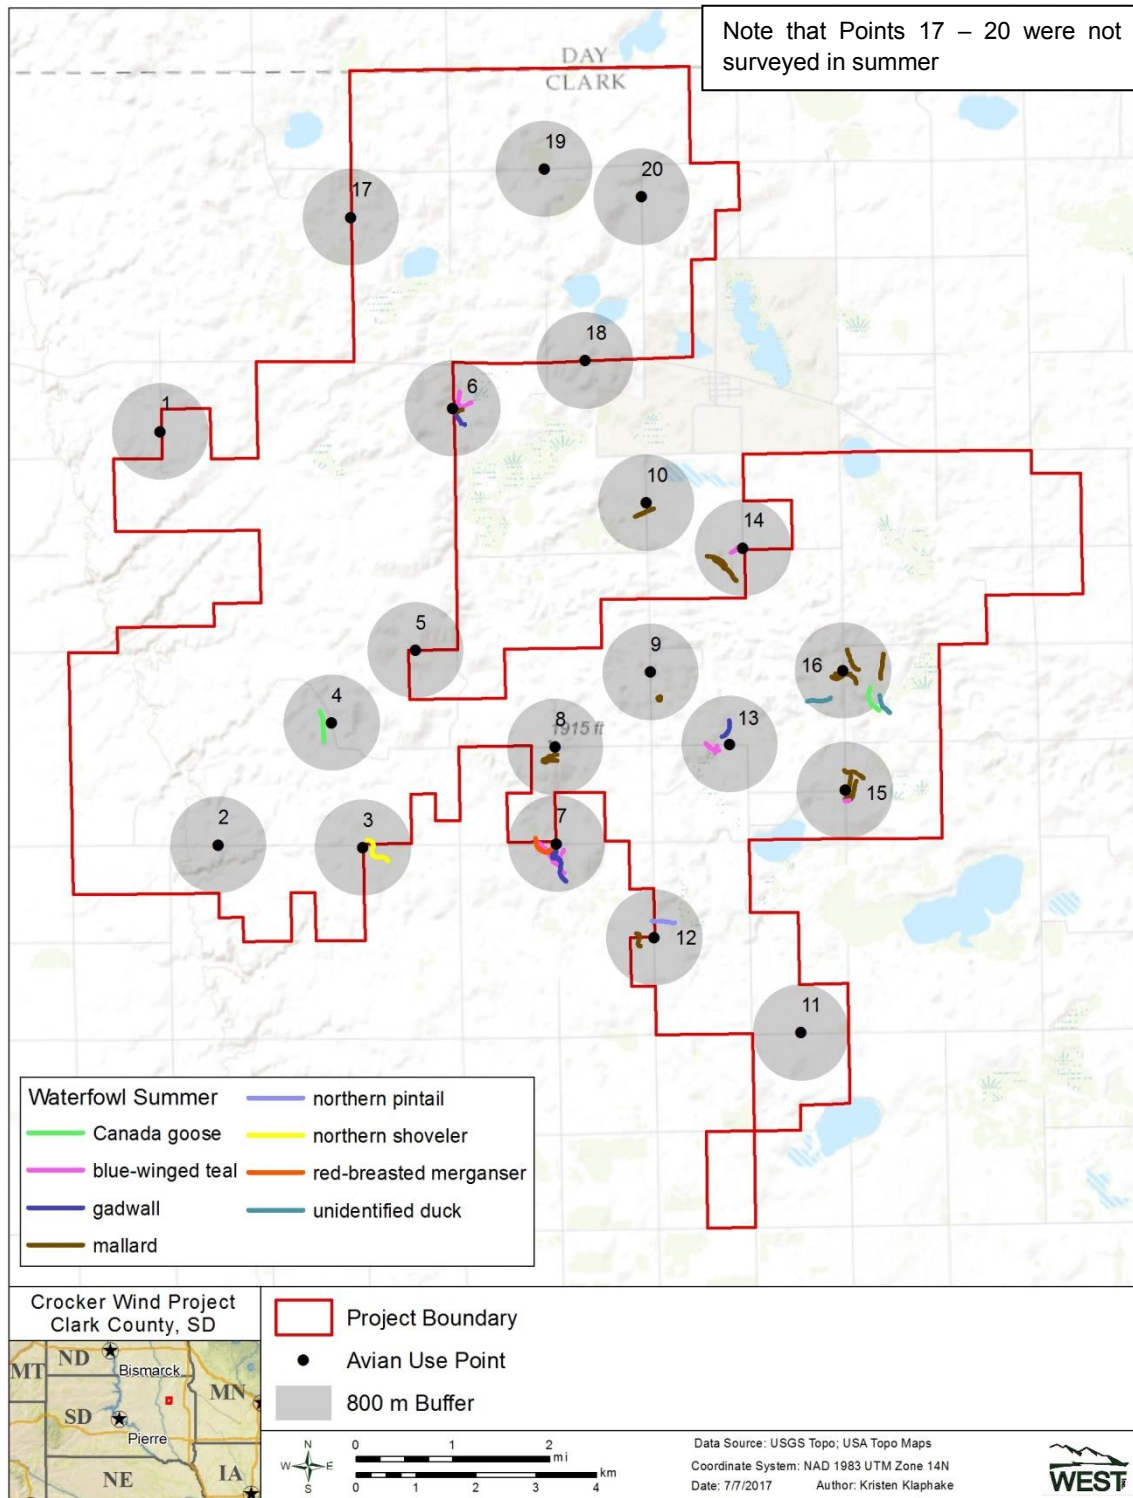 Note that Points 17 – 20 were not
surveyed in summer
DAY
CLARK
19
20
17
18
6
1
10
14
5
9
16
4
13
8
1915 ft
15
7
2
3
12
11
Waterfowl Summer
Canada goose
blue-winged teal
gadwall
mallard
northern pintail
northern shoveler
red-breasted merganser
unidentified duck
Crocker Wind Project
Clark County, SD
MT
ND
Bismarck
MN
SD
Pierre
NE
IA
Project Boundary
Avian Use Point
800 m Buffer
N
W
E
S
0 1 2
mi
km
0 1 2 3 4
Data Source: USGS Topo; USA Topo Maps
Coordinate System: NAD 1983 UTM Zone 14N
Date: 7/7/2017 Author: Kristen Klaphake
WEST